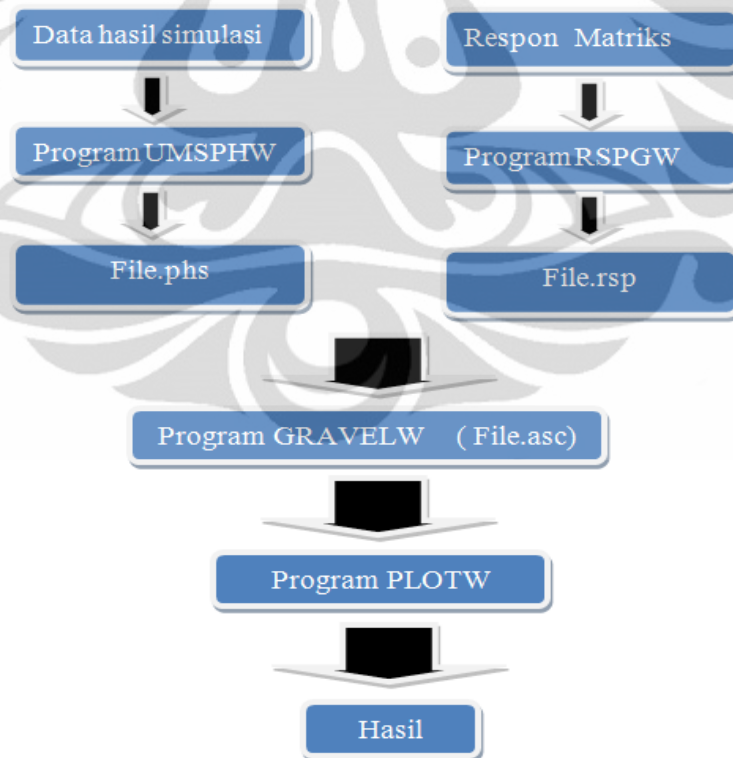 Data hasil simulasi
Respon Matriks
Program UMSPHW
Program RSPGW
File.phs
File.rsp
Program GRAVELW ( File.asc)
Program PLOTW
Hasil